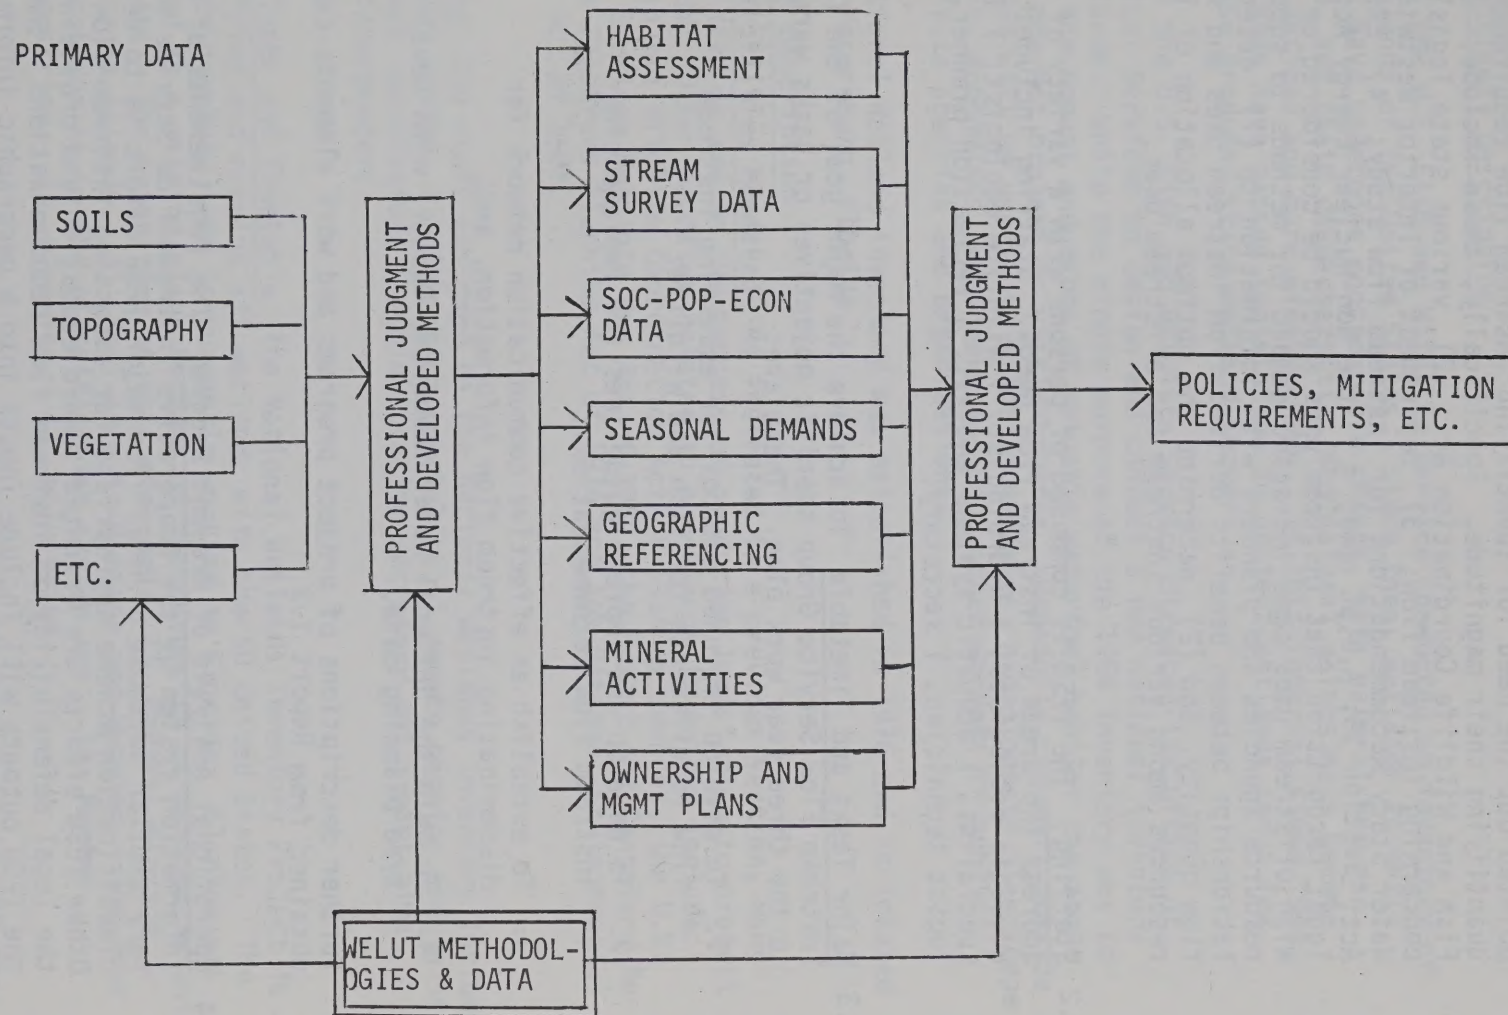 PRIMARY DATA
SOILS
TOPOGRAPHY
VEGETATION
ETC.
PROFESSIONAL JUDGMENT
AND DEVELOPED METHODS
HABITAT
ASSESSMENT
STREAM
SURVEY DATA
SOC-POP-ECON
DATA
SEASONAL DEMANDS
GEOGRAPHIC
REFERENCING
MINERAL
ACTIVITIES
OWNERSHIP AND
MGMT PLANS
PROFESSIONAL JUDGMENT
AND DEVELOPED METHODS
POLICIES, MITIGATION
REQUIREMENTS, ETC.
WELUT METHODOL-
OGIES & DATA